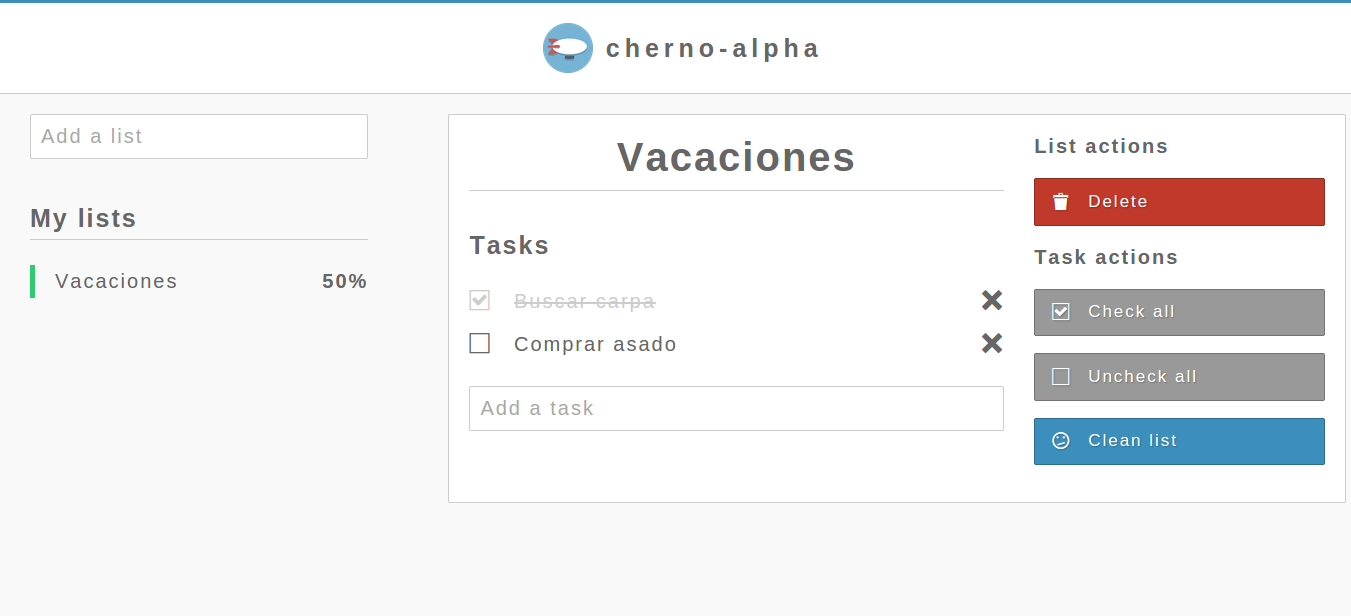 cherno-alpha
Add a list
My lists
Vacaciones 50%
Vacaciones
Tasks
Buscar carpa
Comprar asado
Add a task
List actions
Delete
Task actions
Check all
Uncheck all
Clean list